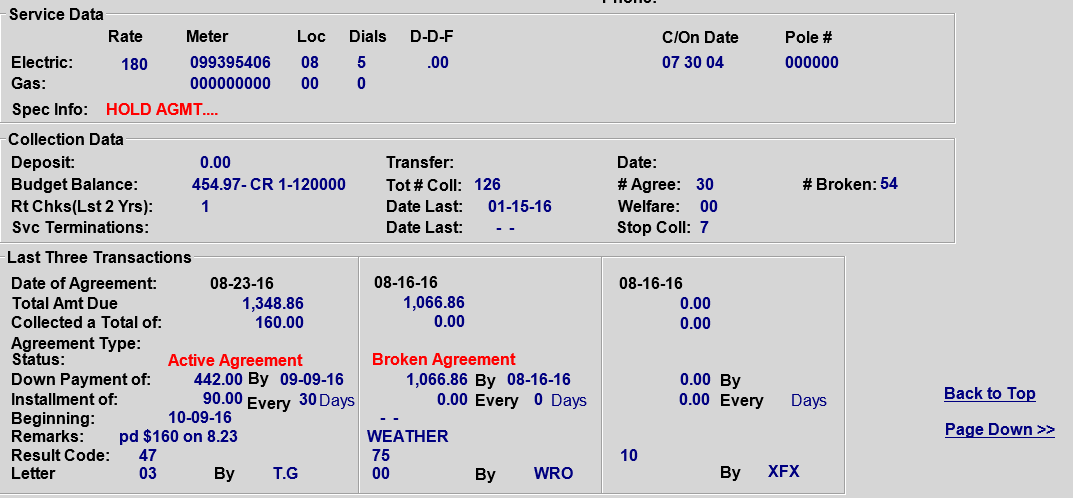 Service Data
Rate Meter Loc Dials D-D-F C/On Date Pole #
Electric: 180 099395406 08 5 .00 07 30 04 000000
Gas: 000000000 00 0
Spec Info: HOLD AGMT....
Collection Data
Deposit: 0.00 Transfer: Date:
Budget Balance: 454.97- CR 1-120000 Tot # Coll: 126 # Agree: 30 # Broken: 54
Rt Chks(Lst 2 Yrs): 1 Date Last: 01-15-16 Welfare: 00
Svc Terminations: Date Last: - - Stop Coll: 7
Last Three Transactions
Date of Agreement: 08-23-16 08-16-16 08-16-16
Total Amt Due 1,348.86 1,066.86 0.00
Collected a Total of: 160.00 0.00 0.00
Agreement Type:
Status: Active Agreement Broken Agreement
Down Payment of: 442.00 By 09-09-16 1,066.86 By 08-16-16 0.00 By
Installment of: 90.00 Every 30 Days 0.00 Every 0 Days 0.00 Every Days
Back to Top
Beginning: 10-09-16 - -
Remarks: pd $160 on 8.23 WEATHER
Page Down >>
Result Code: 47 75 10
Letter 03 By T.G 00 By WRO By XFX